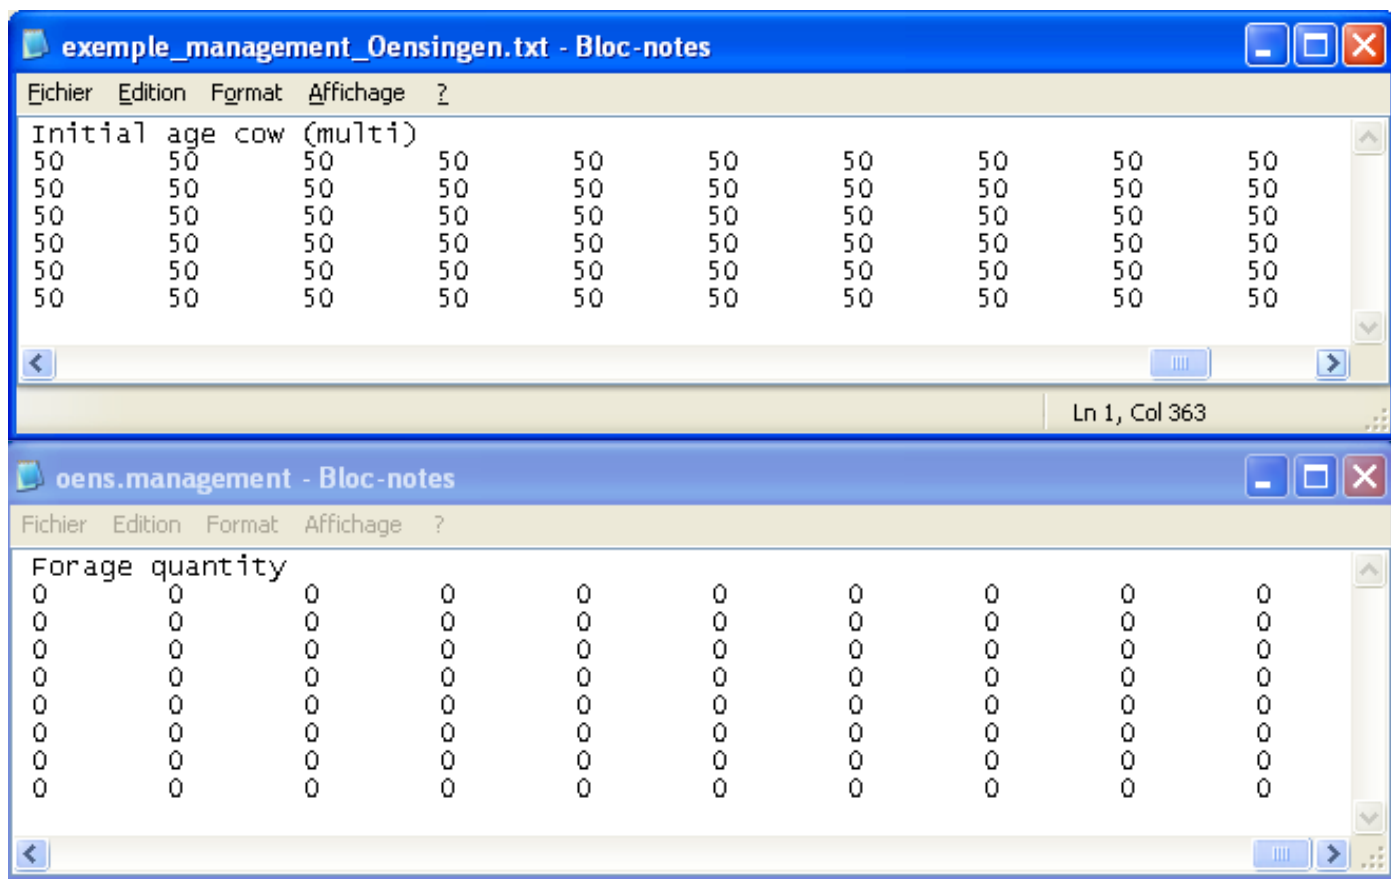 exemple_management_Oensingen.txt - Bloc-notes
Fichier Edition Format Affichage ?
Initial age cow (multi)
50 50 50 50 50 50 50 50 50 50
50 50 50 50 50 50 50 50 50 50
50 50 50 50 50 50 50 50 50 50
50 50 50 50 50 50 50 50 50 50
50 50 50 50 50 50 50 50 50 50
50 50 50 50 50 50 50 50 50 50
Ln 1, Col 363
oens.management - Bloc-notes
Fichier Edition Format Affichage ?
Forage quantity
0 0 0 0 0 0 0 0 0 0
0 0 0 0 0 0 0 0 0 0
0 0 0 0 0 0 0 0 0 0
0 0 0 0 0 0 0 0 0 0
0 0 0 0 0 0 0 0 0 0
0 0 0 0 0 0 0 0 0 0
0 0 0 0 0 0 0 0 0 0
0 0 0 0 0 0 0 0 0 0